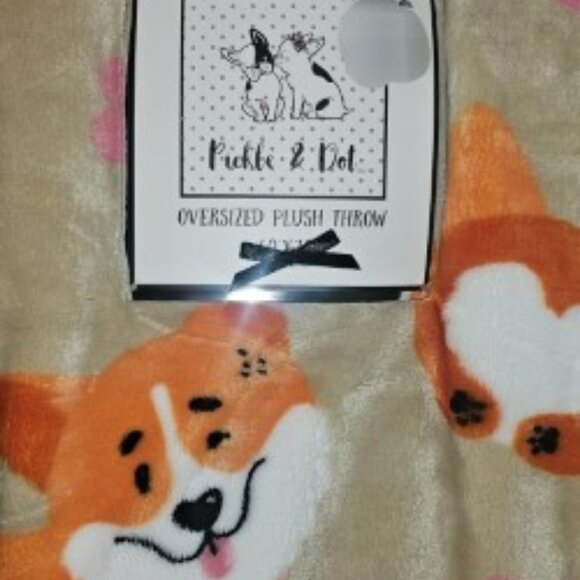 Pickle & Dot
OVERSIZED PLUSH THROW